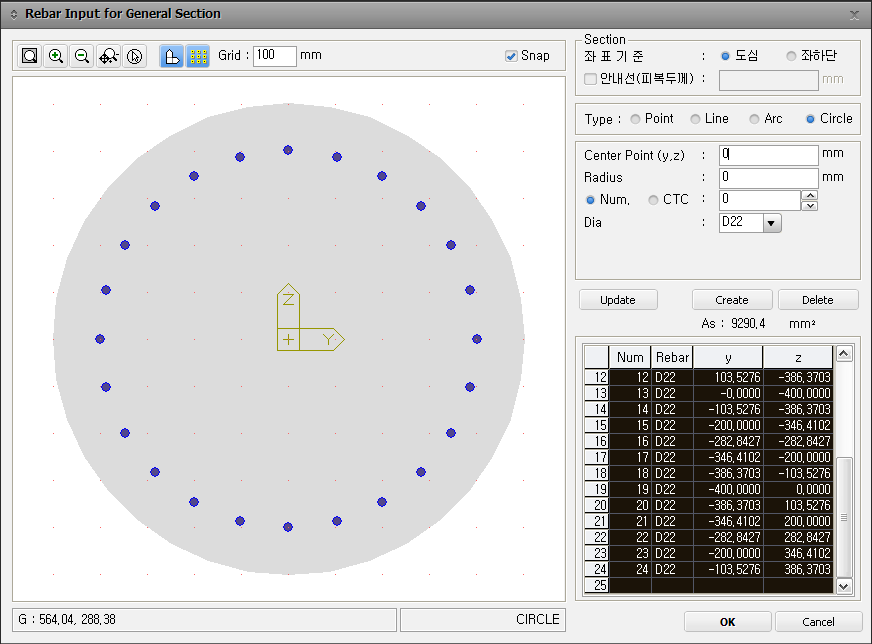 Rebar Input for General Section
Grid : 100 mm
Snap
Section
좌 표 기 준 : 도심 좌하단
안내선(피복두께) : mm
Type : Point Line Arc Circle
Center Point (y,z) : 0 mm
Radius : 0 mm
Num, CTC : 0
Dia : D22
Update Create Delete
As : 9290,4 mm²
Num Rebar y z
12 12 D22 103,5276 -386,3703
13 13 D22 -0,0000 -400,0000
14 14 D22 -103,5276 -386,3703
15 15 D22 -200,0000 -346,4102
16 16 D22 -282,8427 -282,8427
17 17 D22 -346,4102 -200,0000
18 18 D22 -386,3703 -103,5276
19 19 D22 -400,0000 0,0000
20 20 D22 -386,3703 103,5276
21 21 D22 -346,4102 200,0000
22 22 D22 -282,8427 282,8427
23 23 D22 -200,0000 346,4102
24 24 D22 -103,5276 386,3703
25
Z
Y
G : 564,04, 288,38
CIRCLE
OK Cancel